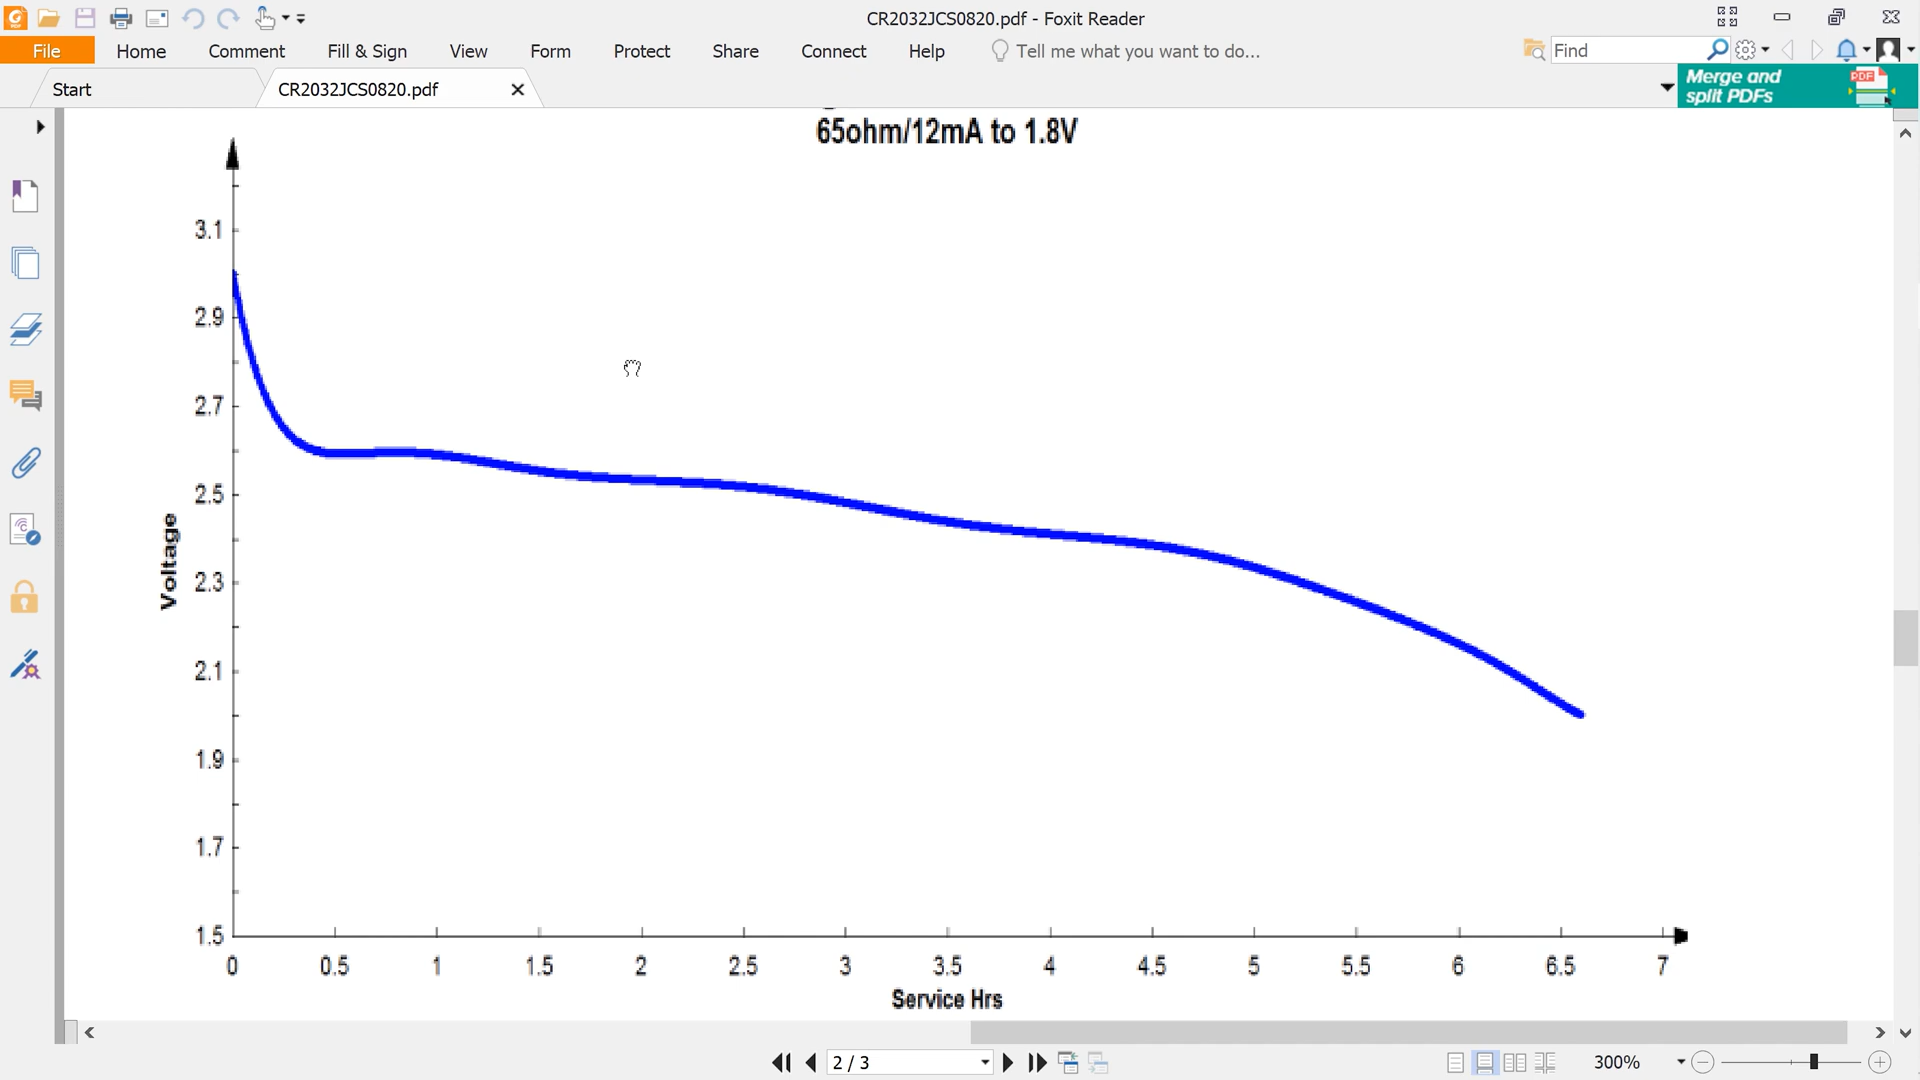 CR2032JCS0820.pdf - Foxit Reader
File Home Comment Fill & Sign View Form Protect Share Connect Help Tell me what you want to do... Find
Start CR2032JCS0820.pdf
Merge and
split PDFs
PDF
65ohm/12mA to 1.8V
3.1
2.9
2.7
2.5
2.3
2.1
1.9
1.7
1.5
Voltage
0 0.5 1 1.5 2 2.5 3 3.5 4 4.5 5 5.5 6 6.5 7
Service Hrs
2 / 3 300%